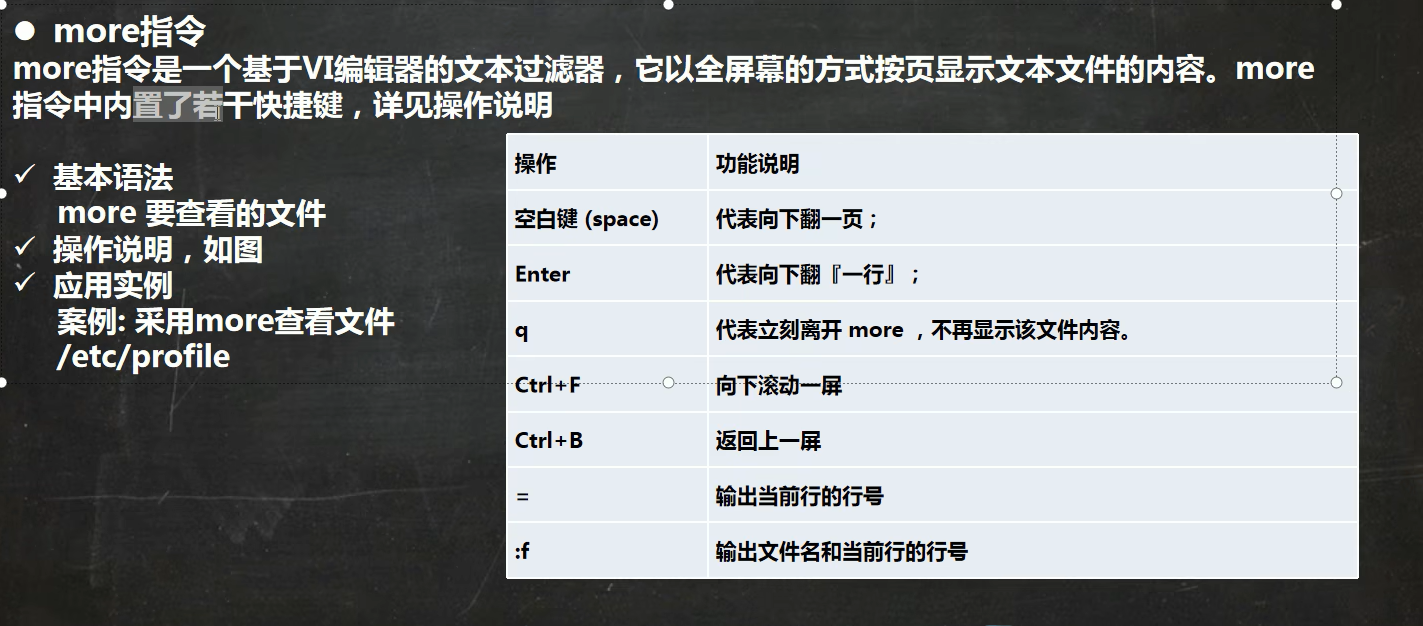 ● more指令
more指令是一个基于VI编辑器的文本过滤器，它以全屏幕的方式按页显示文本文件的内容。more
指令中内置了若干快捷键，详见操作说明
✓ 基本语法
more 要查看的文件
✓ 操作说明，如图
✓ 应用实例
案例: 采用more查看文件
/etc/profile
操作 功能说明
空白键 (space) 代表向下翻一页；
Enter 代表向下翻『一行』；
q 代表立刻离开 more ，不再显示该文件内容。
Ctrl+F 向下滚动一屏
Ctrl+B 返回上一屏
= 输出当前行的行号
:f 输出文件名和当前行的行号